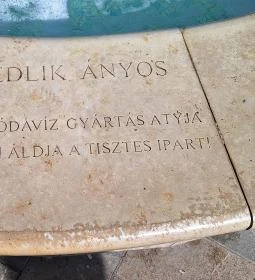 EDLIK ÁNYOS
ÓDAVÍZ GYÁRTÁS ATYJA
ÁLDJA A TISZTES IPART!